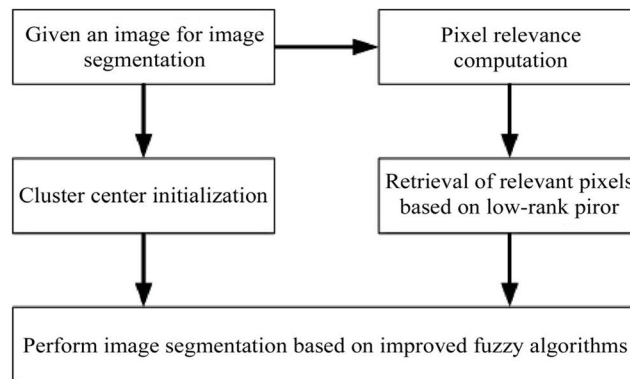 Given an image for image
segmentation
Pixel relevance
computation
Cluster center initialization
Retrieval of relevant pixels
based on low-rank piror
Perform image segmentation based on improved fuzzy algorithms